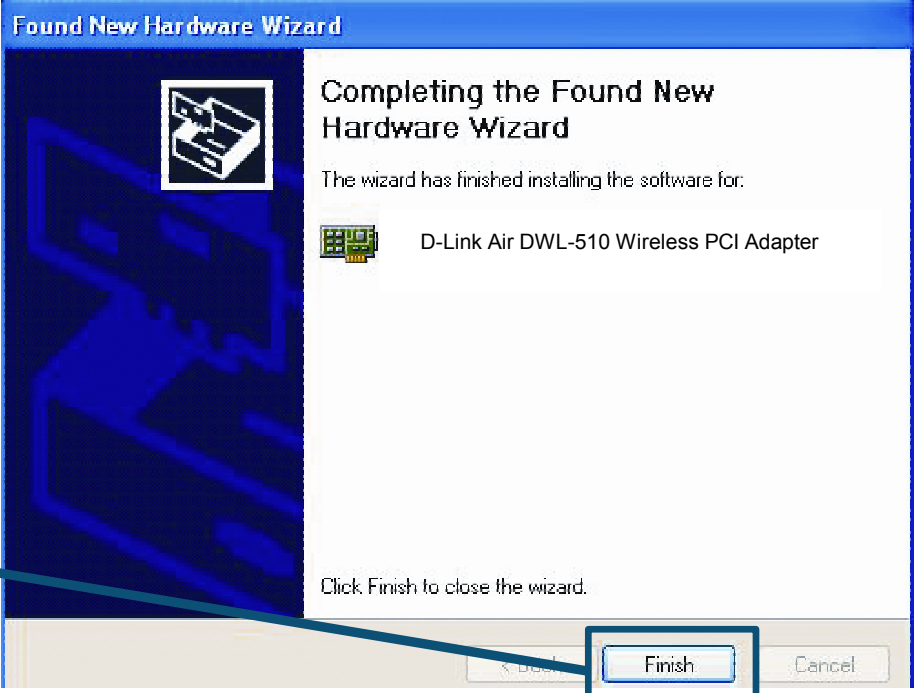 Found New Hardware Wizard
Completing the Found New
Hardware Wizard
The wizard has finished installing the software for:
D-Link Air DWL-510 Wireless PCI Adapter
Click Finish to close the wizard.
Finish
Cancel